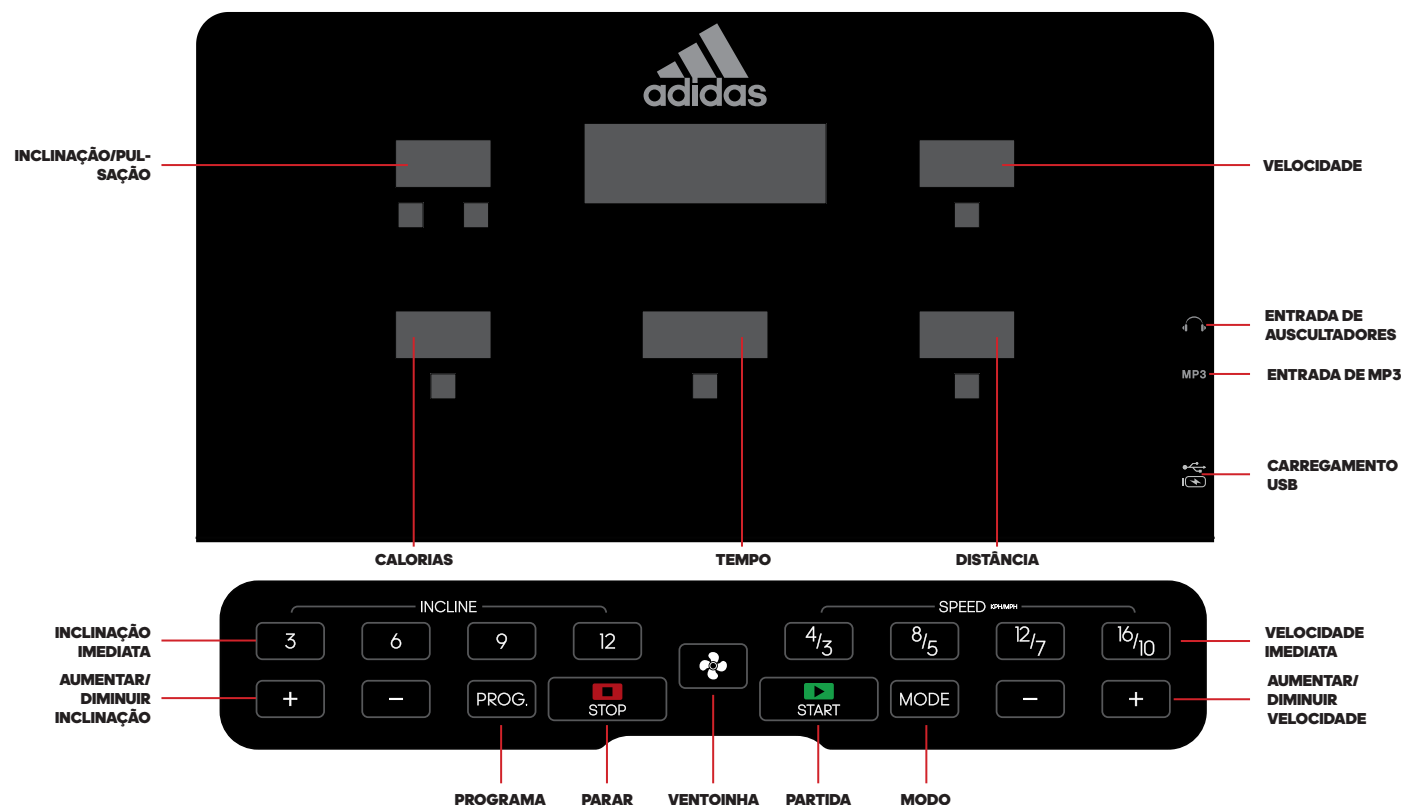 adidas
INCLINAÇÃO/PUL-
SAÇÃO
VELOCIDADE
ENTRADA DE
AUSCULTADORES
MP3
ENTRADA DE MP3
CARREGAMENTO
USB
CALORIAS
TEMPO
DISTÂNCIA
INCLINE
SPEED KPH/MPH
INCLINAÇÃO
IMEDIATA
3
6
9
12
4/3
8/5
12/7
16/10
VELOCIDADE
IMEDIATA
AUMENTAR/
DIMINUIR
INCLINAÇÃO
+
−
PROG.
STOP
START
MODE
−
+
AUMENTAR/
DIMINUIR
VELOCIDADE
PROGRAMA
PARAR
VENTOINHA
PARTIDA
MODO